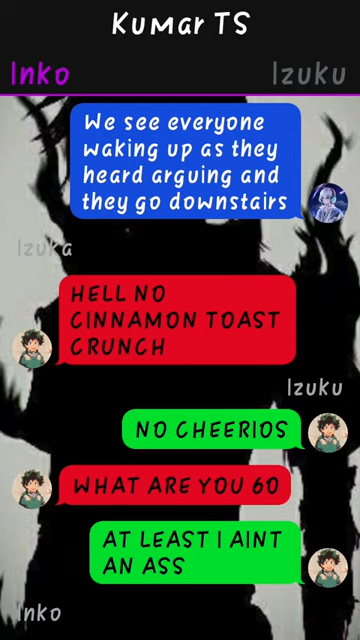 Kumar TS
Inko
Izuku
We see everyone
waking up as they
heard arguing and
they go downstairs
Izuka
HELL NO
CINNAMON TOAST
CRUNCH
Izuku
NO CHEERIOS
WHAT ARE YOU 60
AT LEAST I AINT
AN ASS
Inko